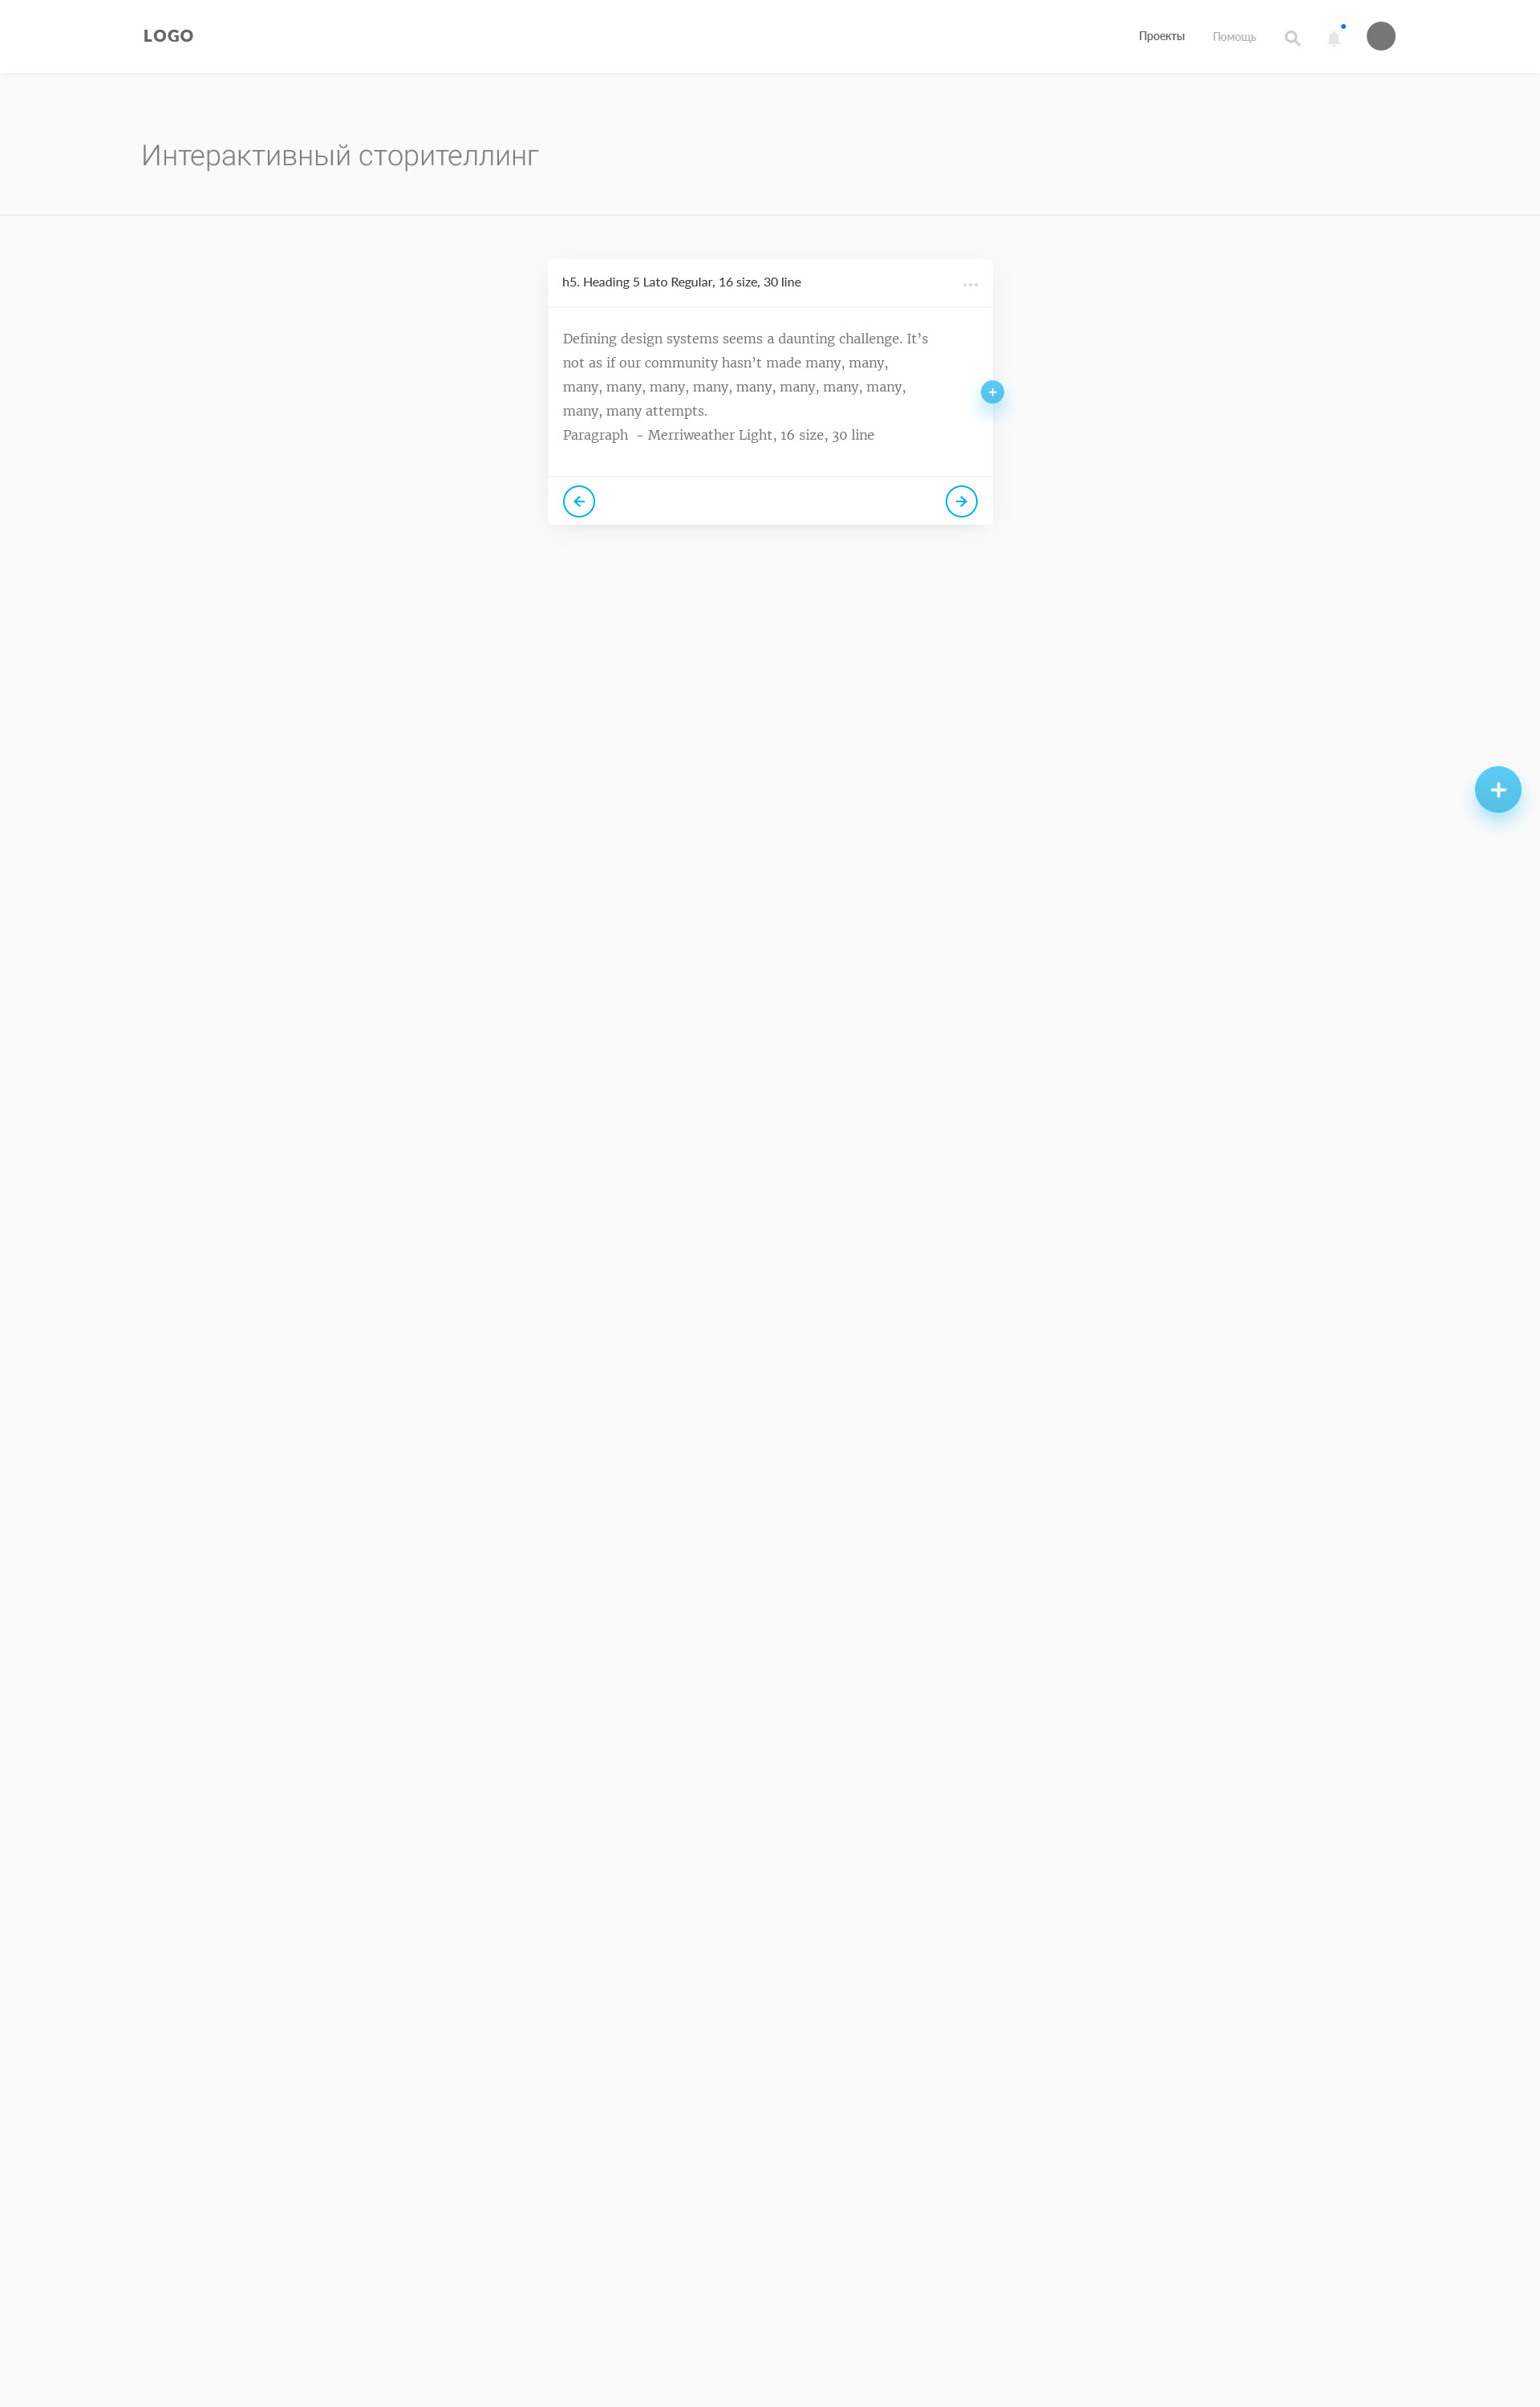 LOGO
Проекты
Помощь
Интерактивный сторителлинг
h5. Heading 5 Lato Regular, 16 size, 30 line
Defining design systems seems a daunting challenge. It’s
not as if our community hasn’t made many, many,
many, many, many, many, many, many, many, many,
many, many attempts.
Paragraph - Merriweather Light, 16 size, 30 line